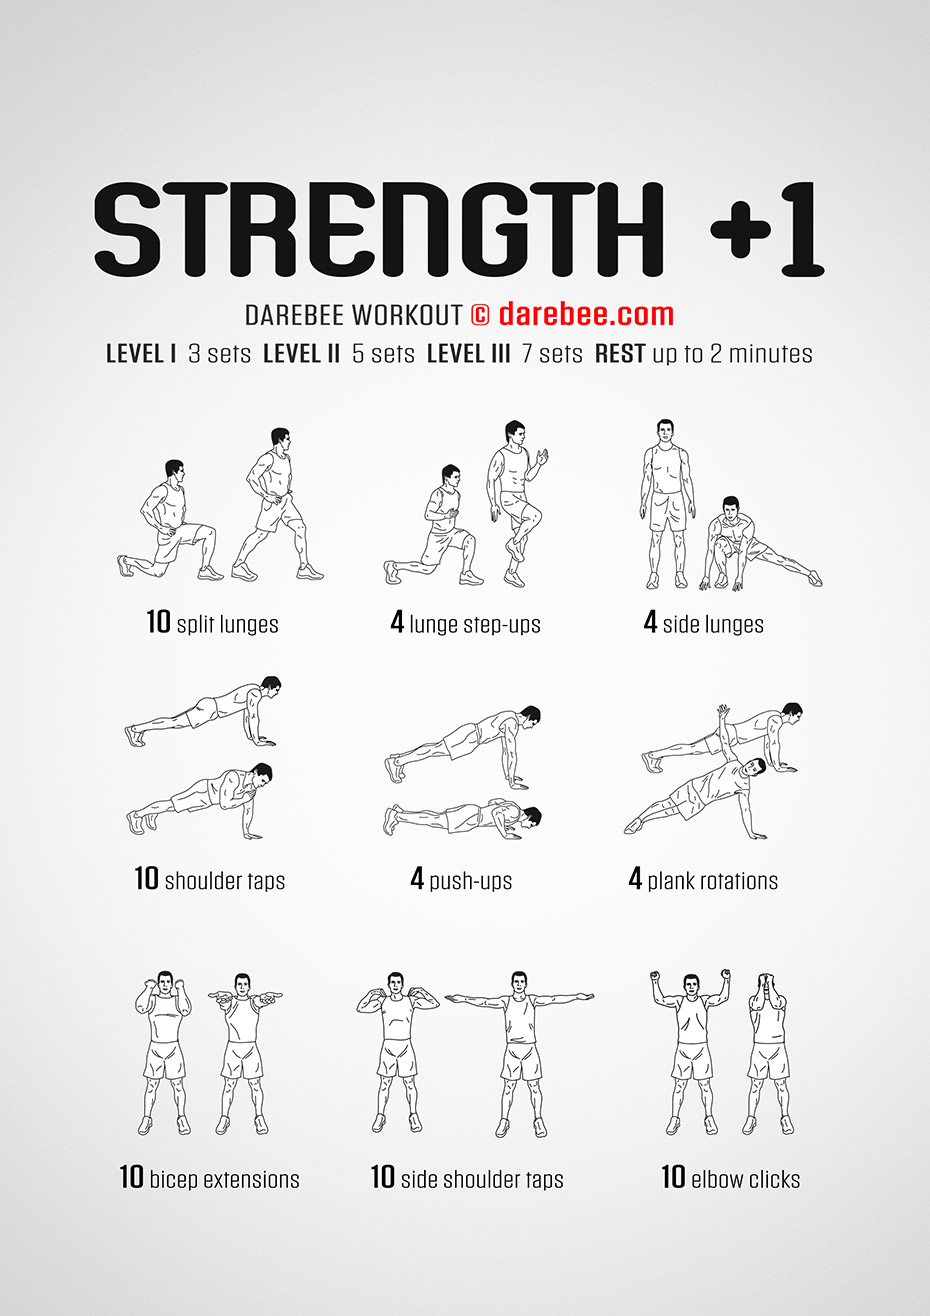 STRENGTH +1
DAREBEE WORKOUT © darebee.com
LEVEL I 3 sets LEVEL II 5 sets LEVEL III 7 sets REST up to 2 minutes
10 split lunges
4 lunge step-ups
4 side lunges
10 shoulder taps
4 push-ups
4 plank rotations
10 bicep extensions
10 side shoulder taps
10 elbow clicks